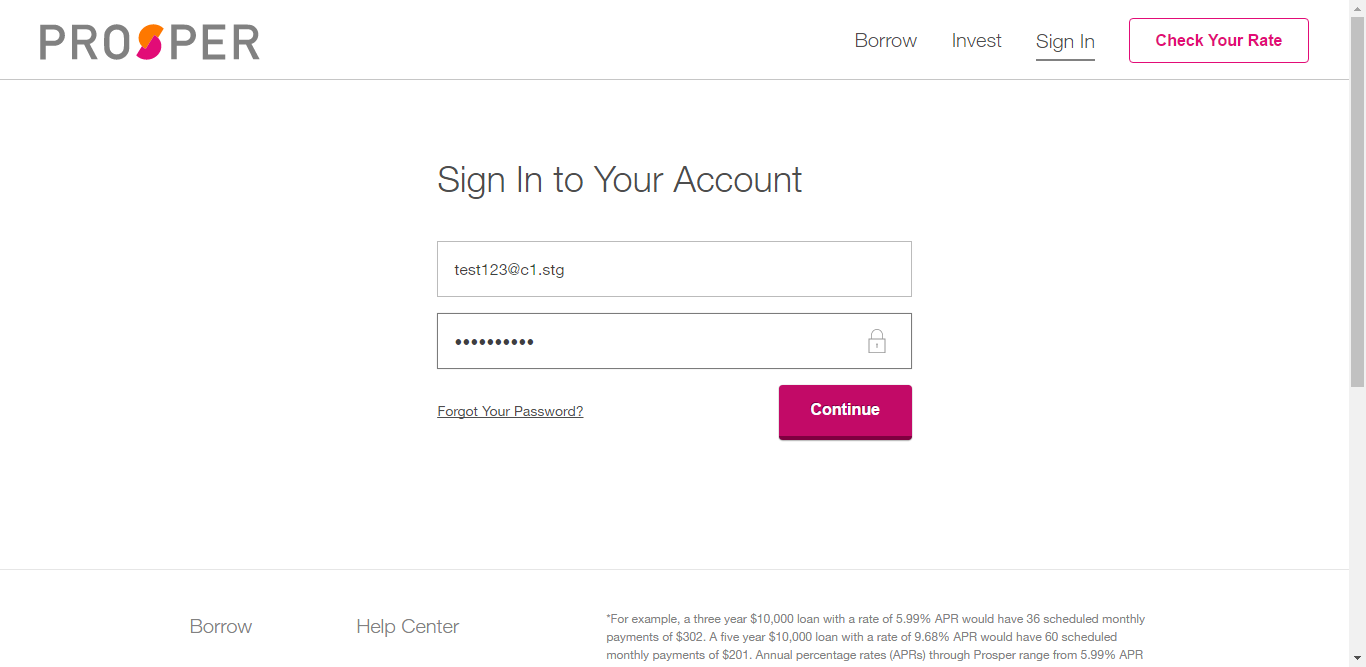 PROSPER
Borrow
Invest
Sign In
Check Your Rate
Sign In to Your Account
test123@c1.stg
••••••••••
Forgot Your Password?
Continue
Borrow
Help Center
*For example, a three year $10,000 loan with a rate of 5.99% APR would have 36 scheduled monthly
payments of $302. A five year $10,000 loan with a rate of 9.68% APR would have 60 scheduled
monthly payments of $201. Annual percentage rates (APRs) through Prosper range from 5.99% APR